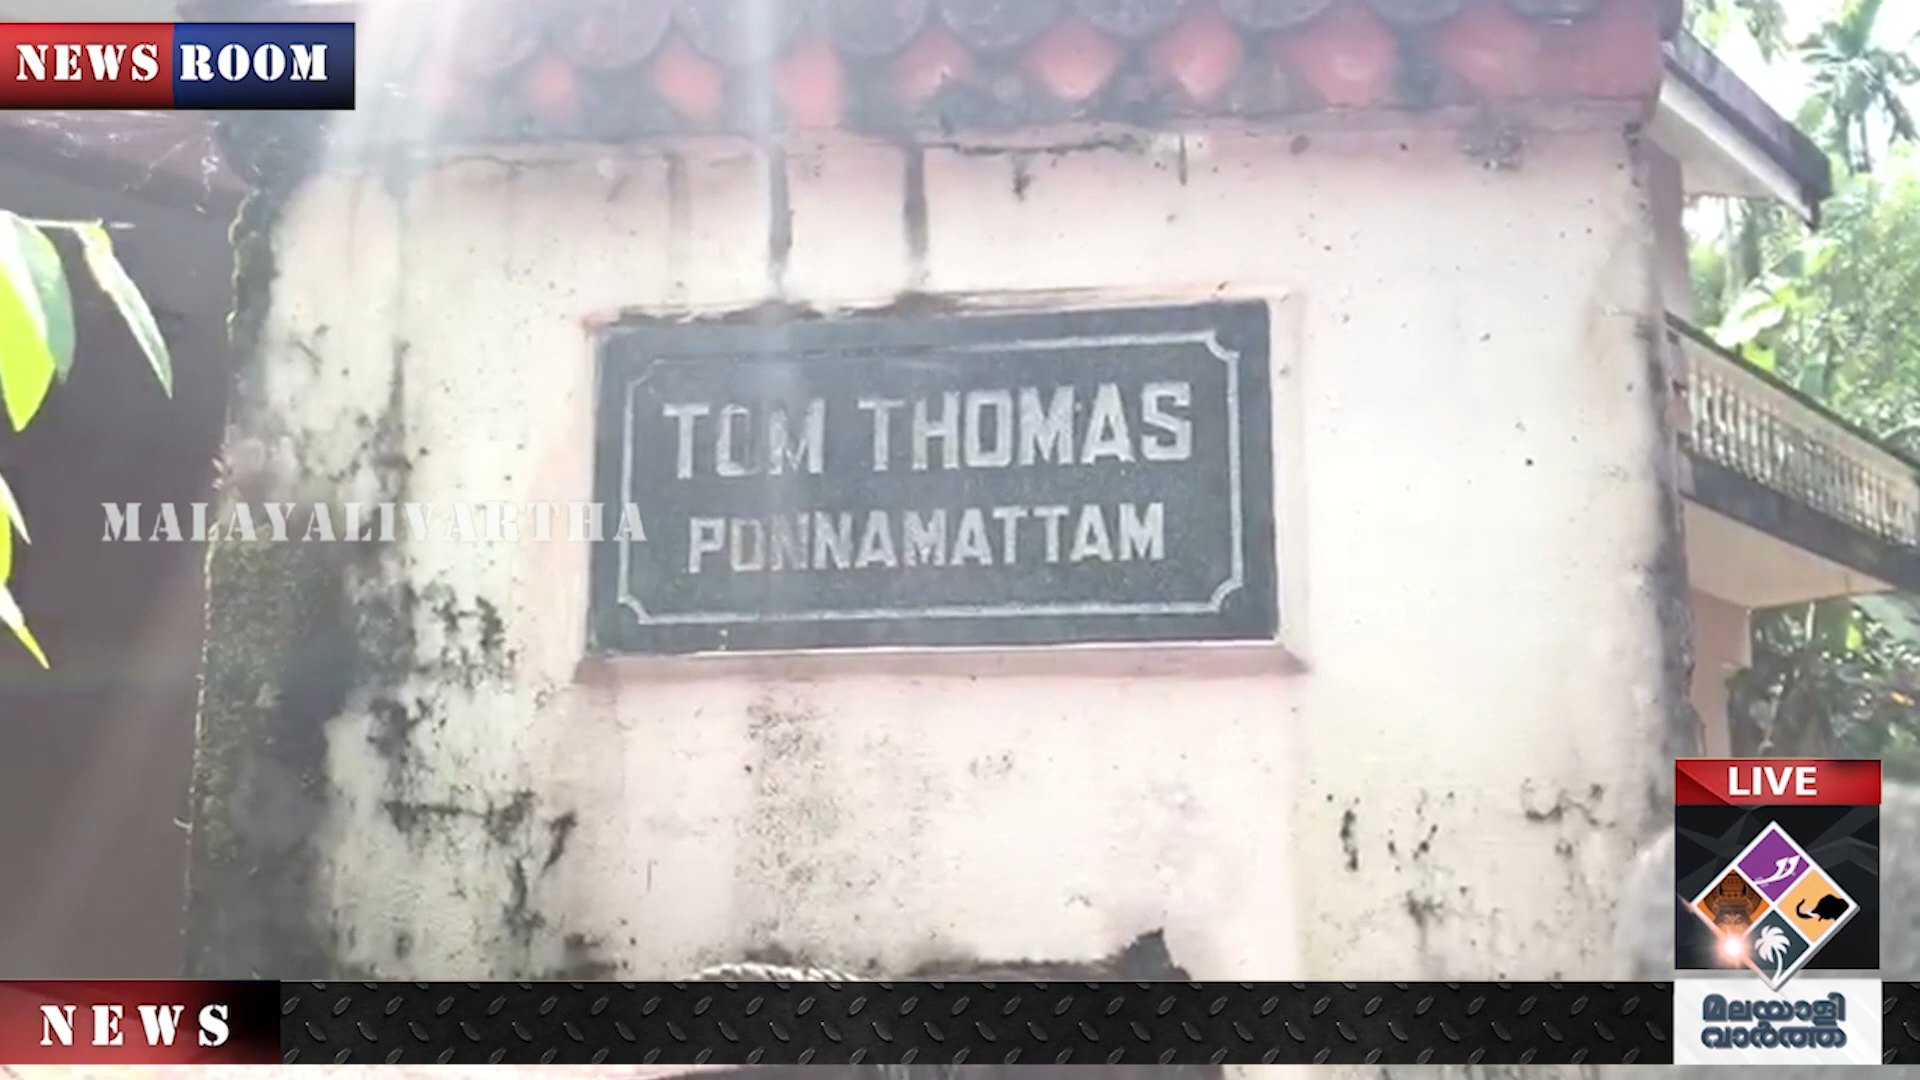 NEWS ROOM
TOM THOMAS
PONNAMATTAM
MALAYALIVARTHA
LIVE
NEWS
മലയാളി
വാർത്ത